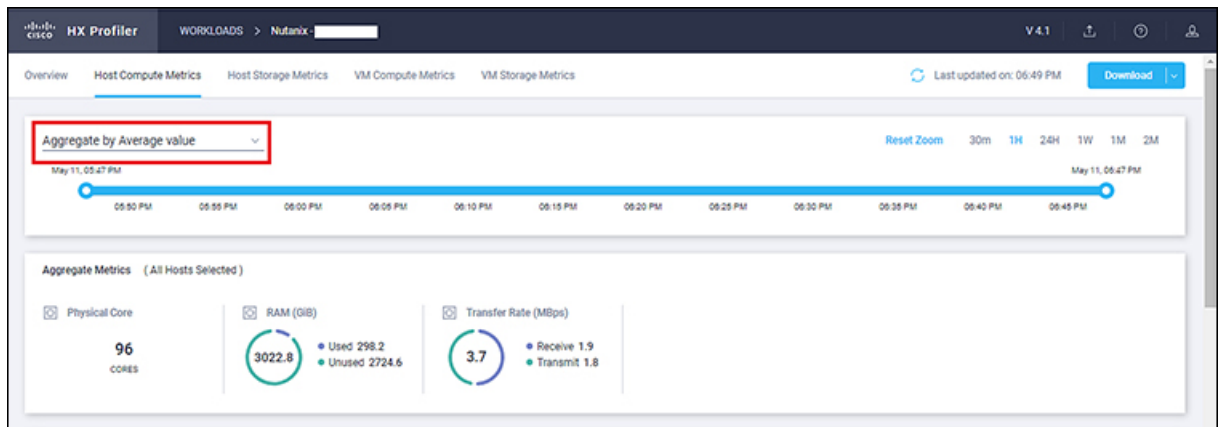 cisco HX Profiler WORKLOADS > Nutanix - V 4.1
Overview Host Compute Metrics Host Storage Metrics VM Compute Metrics VM Storage Metrics Last updated on: 06:49 PM Download
Aggregate by Average value Reset Zoom 30m 1H 24H 1W 1M 2M
May 11, 05:47 PM May 11, 06:47 PM
05:50 PM 05:55 PM 06:00 PM 06:05 PM 06:10 PM 06:15 PM 06:20 PM 06:25 PM 06:30 PM 06:35 PM 06:40 PM 06:45 PM
Aggregate Metrics ( All Hosts Selected )
Physical Core RAM (GiB) Transfer Rate (MBps)
96 3022.8 Used 298.2 3.7 Receive 1.9
CORES Unused 2724.6 Transmit 1.8